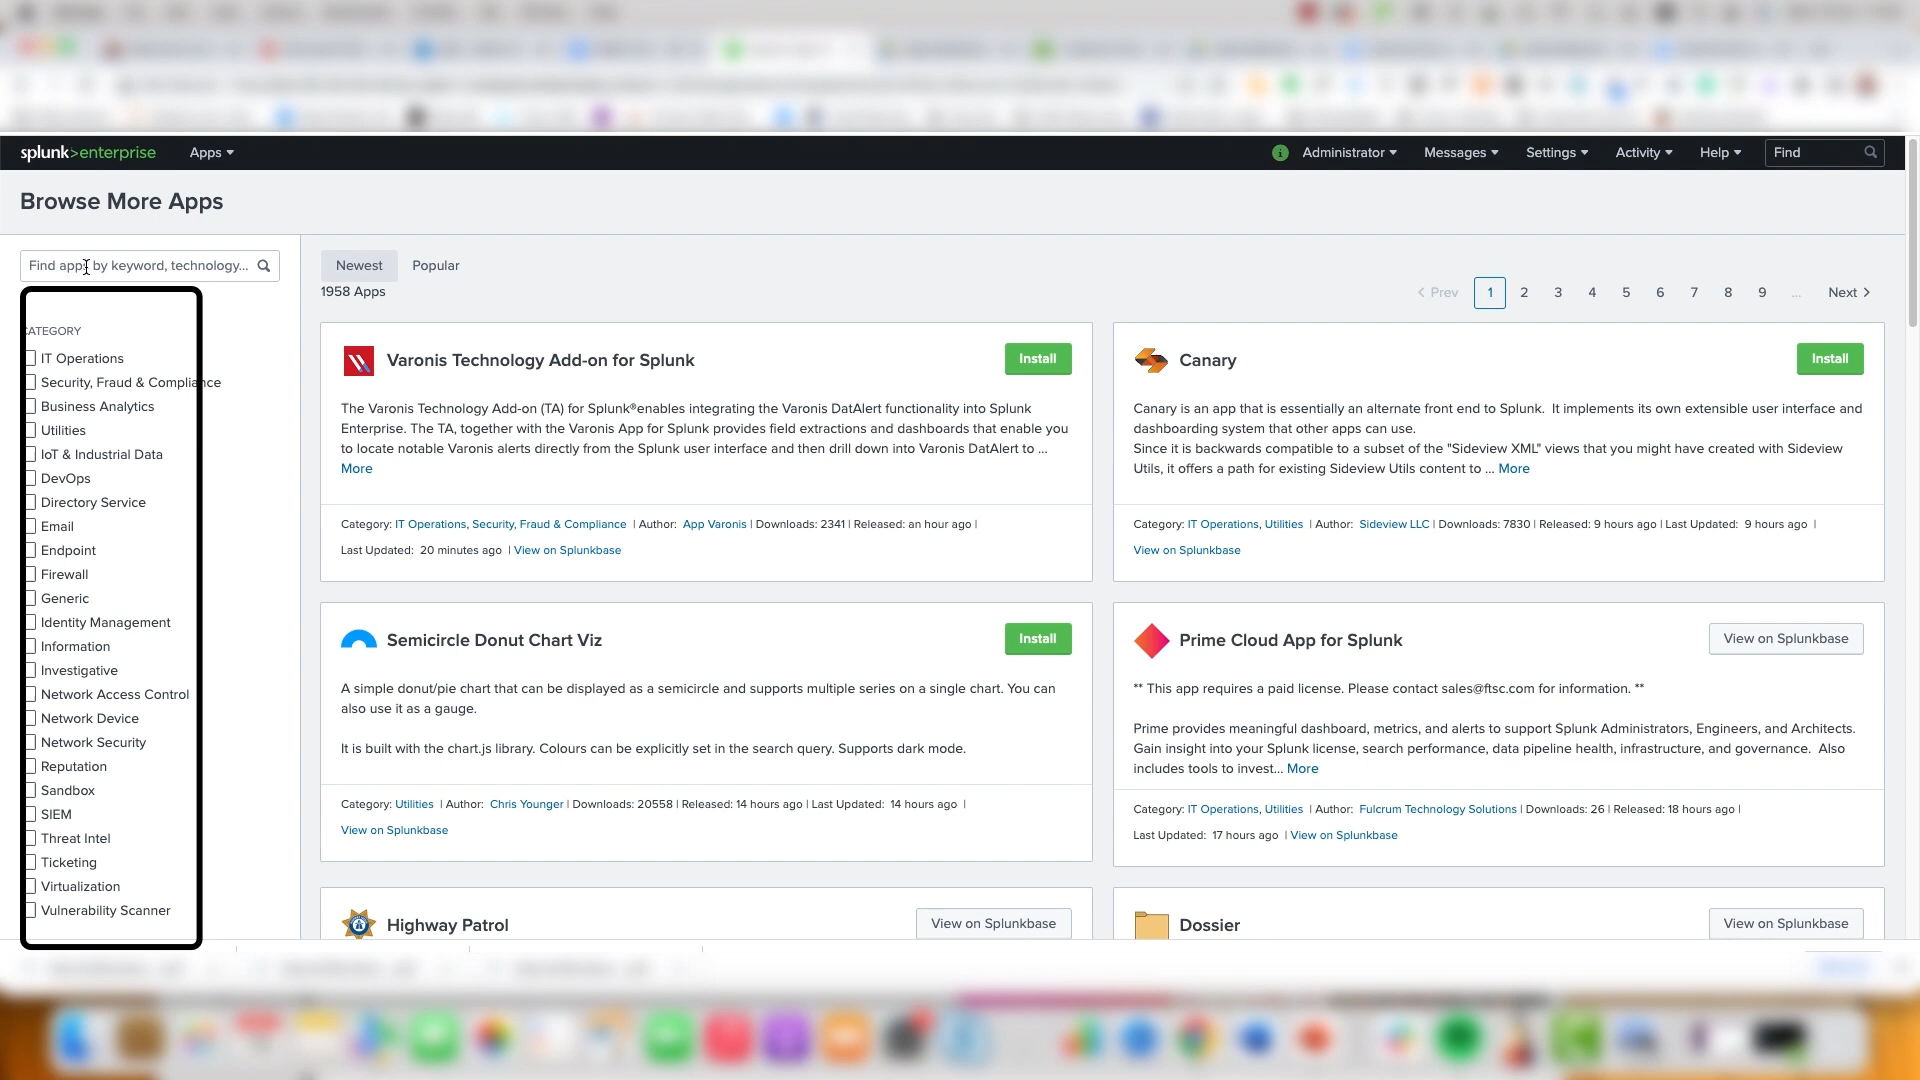 splunk>enterprise Apps Administrator Messages Settings Activity Help Find
Browse More Apps
Find apps by keyword, technology...
CATEGORY
IT Operations
Security, Fraud & Compliance
Business Analytics
Utilities
IoT & Industrial Data
DevOps
Directory Service
Email
Endpoint
Firewall
Generic
Identity Management
Information
Investigative
Network Access Control
Network Device
Network Security
Reputation
Sandbox
SIEM
Threat Intel
Ticketing
Virtualization
Vulnerability Scanner
Newest Popular
1958 Apps
< Prev 1 2 3 4 5 6 7 8 9 ... Next >
Varonis Technology Add-on for Splunk
Install
The Varonis Technology Add-on (TA) for Splunk®enables integrating the Varonis DatAlert functionality into Splunk
Enterprise. The TA, together with the Varonis App for Splunk provides field extractions and dashboards that enable you
to locate notable Varonis alerts directly from the Splunk user interface and then drill down into Varonis DatAlert to ...
More
Category: IT Operations, Security, Fraud & Compliance | Author: App Varonis | Downloads: 2341 | Released: an hour ago |
Last Updated: 20 minutes ago | View on Splunkbase
Canary
Install
Canary is an app that is essentially an alternate front end to Splunk. It implements its own extensible user interface and
dashboarding system that other apps can use.
Since it is backwards compatible to a subset of the "Sideview XML" views that you might have created with Sideview
Utils, it offers a path for existing Sideview Utils content to ... More
Category: IT Operations, Utilities | Author: Sideview LLC | Downloads: 7830 | Released: 9 hours ago | Last Updated: 9 hours ago |
View on Splunkbase
Semicircle Donut Chart Viz
Install
A simple donut/pie chart that can be displayed as a semicircle and supports multiple series on a single chart. You can
also use it as a gauge.
It is built with the chart.js library. Colours can be explicitly set in the search query. Supports dark mode.
Category: Utilities | Author: Chris Younger | Downloads: 20558 | Released: 14 hours ago | Last Updated: 14 hours ago |
View on Splunkbase
Prime Cloud App for Splunk
View on Splunkbase
** This app requires a paid license. Please contact sales@ftsc.com for information. **
Prime provides meaningful dashboard, metrics, and alerts to support Splunk Administrators, Engineers, and Architects.
Gain insight into your Splunk license, search performance, data pipeline health, infrastructure, and governance. Also
includes tools to invest... More
Category: IT Operations, Utilities | Author: Fulcrum Technology Solutions | Downloads: 26 | Released: 18 hours ago |
Last Updated: 17 hours ago | View on Splunkbase
Highway Patrol
View on Splunkbase
Dossier
View on Splunkbase